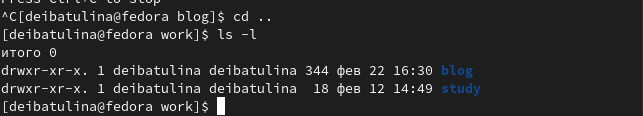 Press Ctrl+C to stop
^C[deibatulina@fedora blog]$ cd ..
[deibatulina@fedora work]$ ls -l
итого 0
drwxr-xr-x. 1 deibatulina deibatulina 344 фев 22 16:30 blog
drwxr-xr-x. 1 deibatulina deibatulina  18 фев 12 14:49 study
[deibatulina@fedora work]$